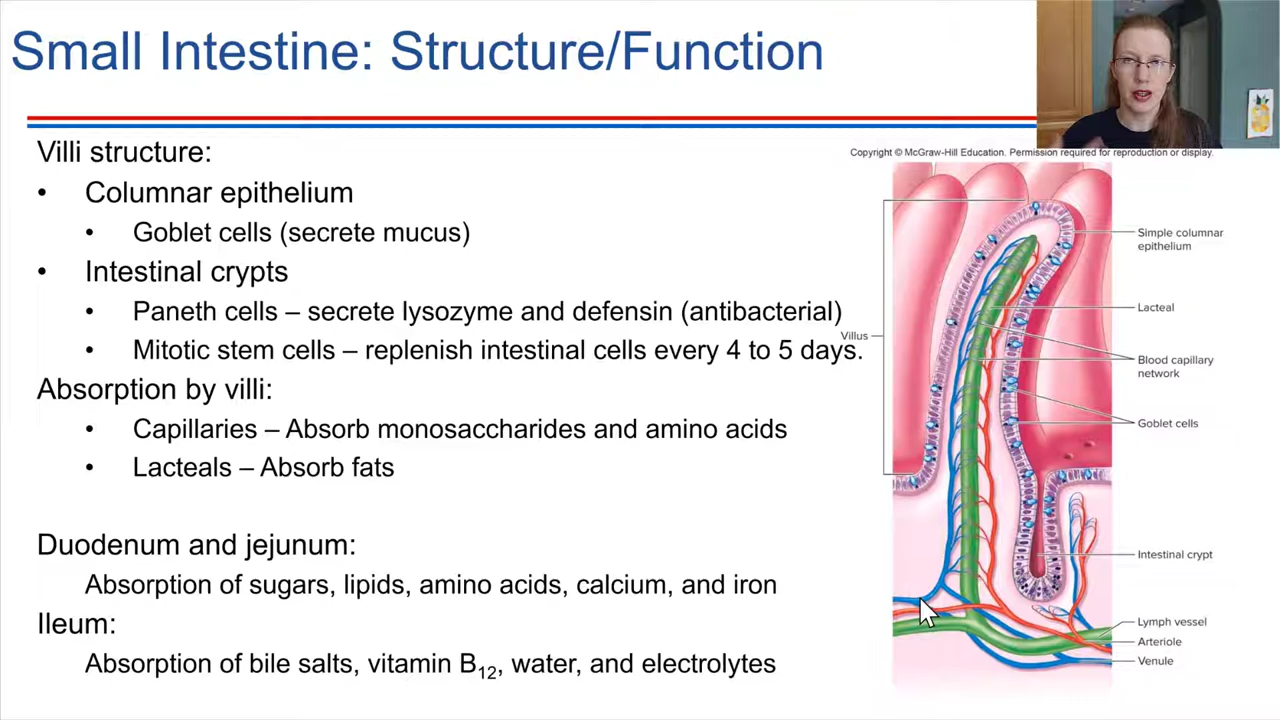 Small Intestine: Structure/Function
Villi structure:
• Columnar epithelium
• Goblet cells (secrete mucus)
• Intestinal crypts
• Paneth cells – secrete lysozyme and defensin (antibacterial)
• Mitotic stem cells – replenish intestinal cells every 4 to 5 days.
Absorption by villi:
• Capillaries – Absorb monosaccharides and amino acids
• Lacteals – Absorb fats
Duodenum and jejunum:
Absorption of sugars, lipids, amino acids, calcium, and iron
Ileum:
Absorption of bile salts, vitamin B₁₂, water, and electrolytes
Copyright © McGraw-Hill Education. Permission required for reproduction or display.
Villus
Simple columnar
epithelium
Lacteal
Blood capillary
network
Goblet cells
Intestinal crypt
Lymph vessel
Arteriole
Venule